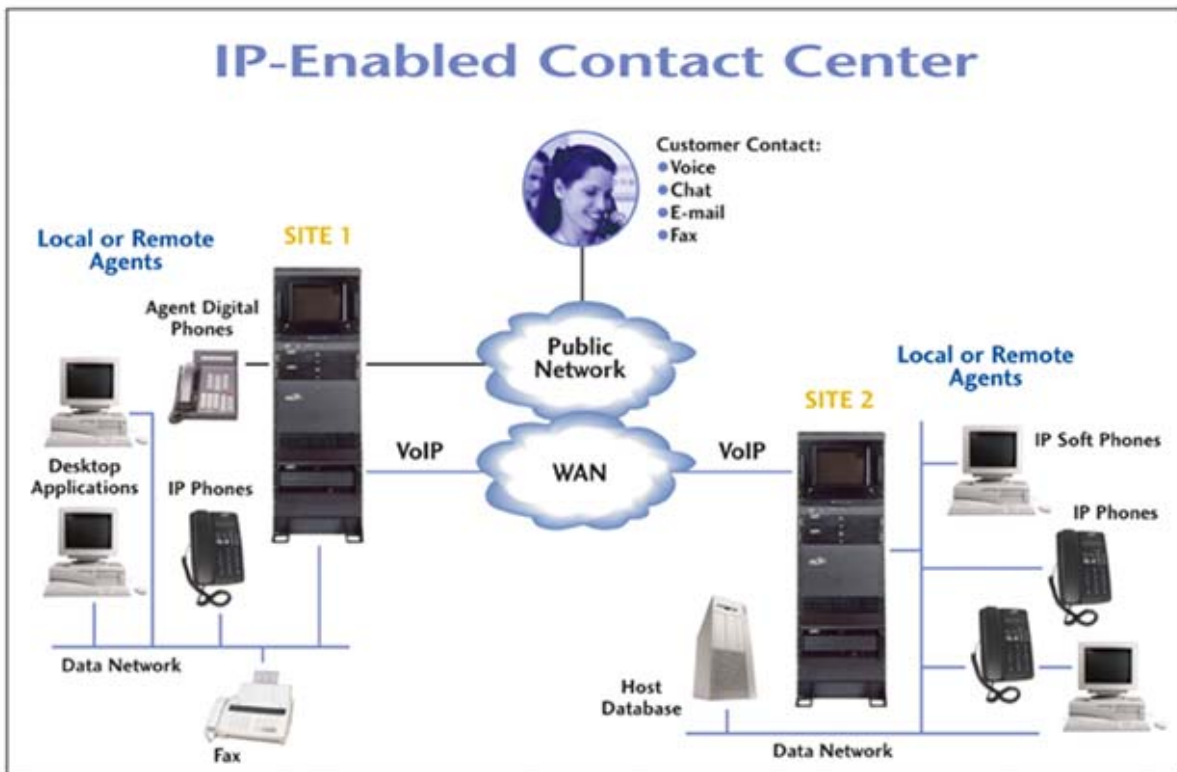 IP-Enabled Contact Center
Customer Contact:
Voice
Chat
E-mail
Fax
Local or Remote
Agents
SITE 1
Agent Digital
Phones
Public
Network
Local or Remote
Agents
SITE 2
Desktop
Applications
IP Phones
VoIP
WAN
VoIP
IP Soft Phones
IP Phones
Data Network
Host
Database
Fax
Data Network